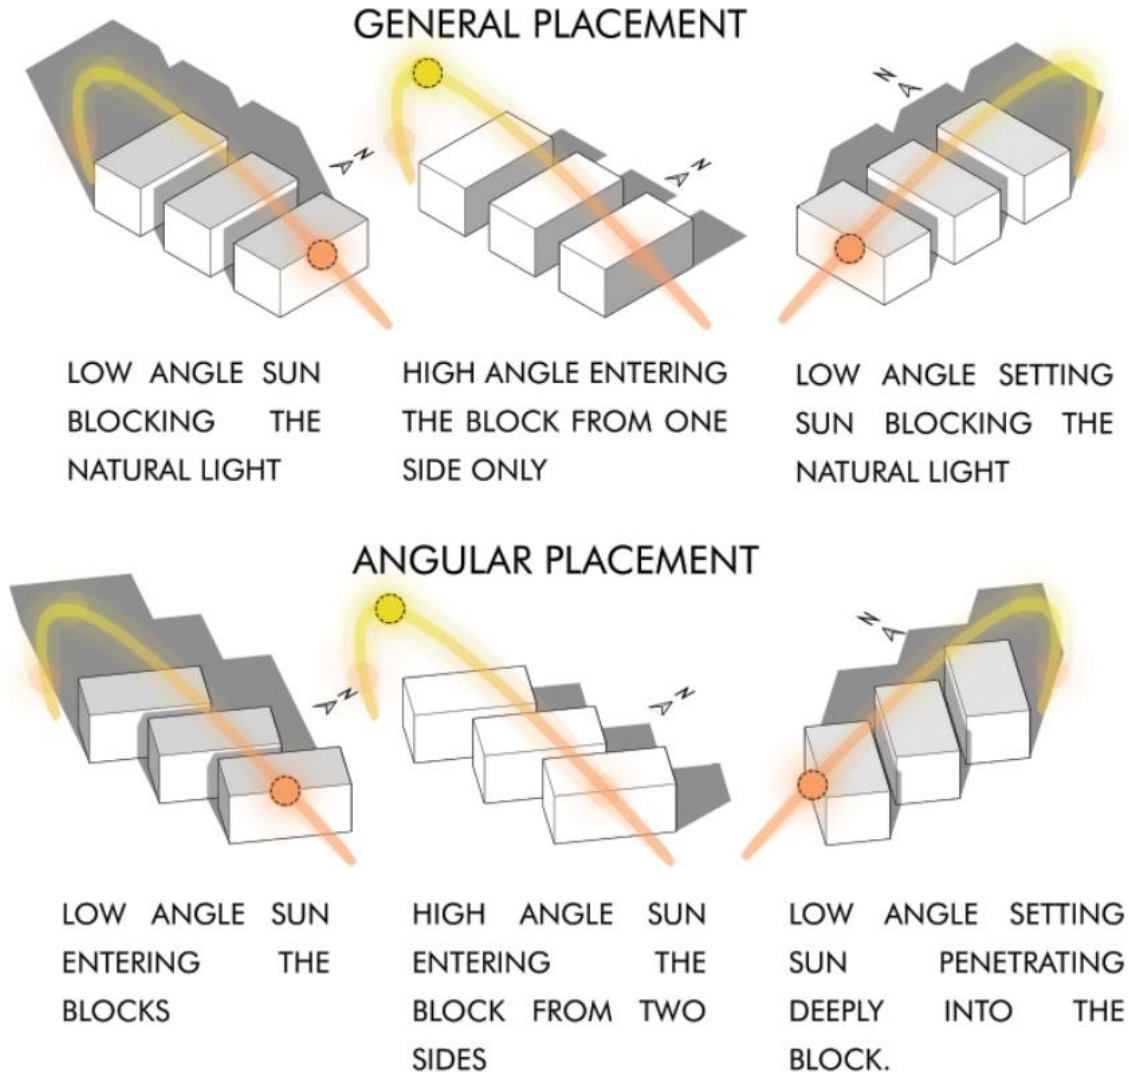 GENERAL PLACEMENT
N
N
N
LOW ANGLE SUN
BLOCKING THE
NATURAL LIGHT
HIGH ANGLE ENTERING
THE BLOCK FROM ONE
SIDE ONLY
LOW ANGLE SETTING
SUN BLOCKING THE
NATURAL LIGHT
ANGULAR PLACEMENT
N
N
N
LOW ANGLE SUN
ENTERING THE
BLOCKS
HIGH ANGLE SUN
ENTERING THE
BLOCK FROM TWO
SIDES
LOW ANGLE SETTING
SUN PENETRATING
DEEPLY INTO THE
BLOCK.